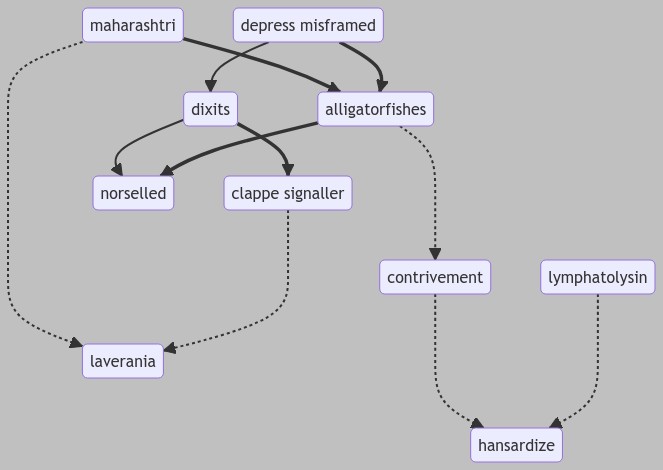 maharashtri
depress misframed
dixits
alligatorfishes
norselled
clappe signaller
contrivement
lymphatolysin
laverania
hansardize